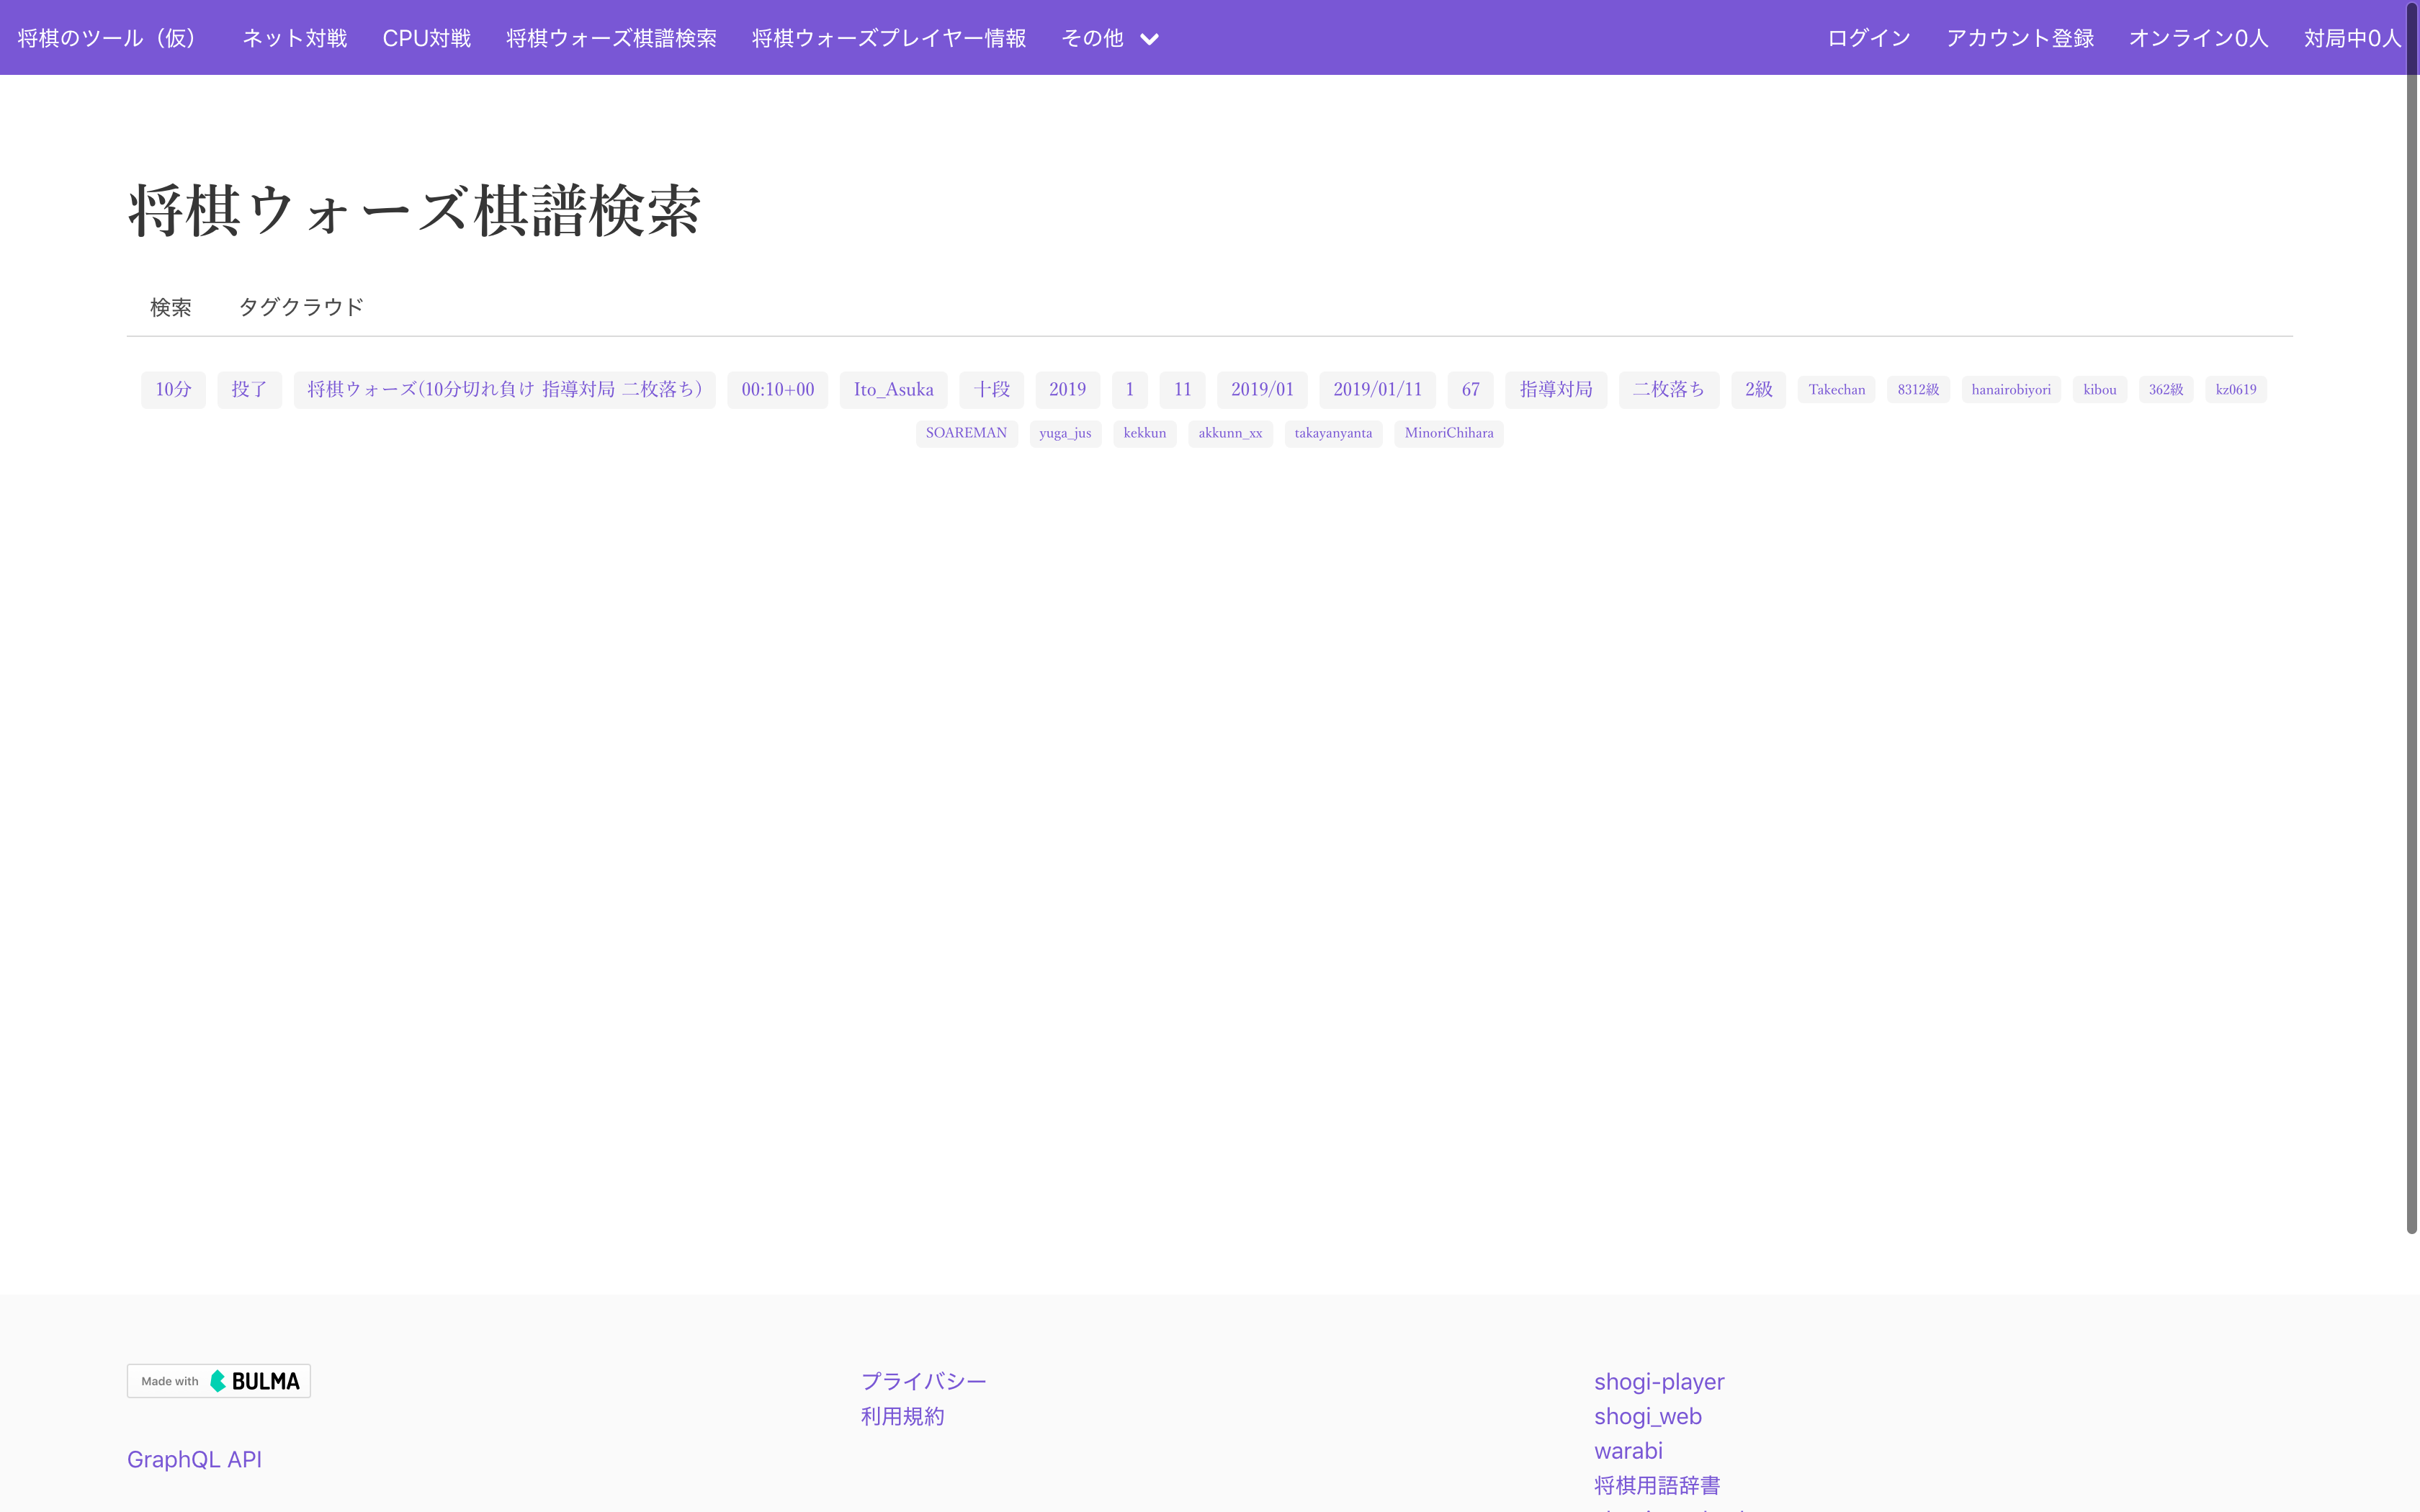 将棋のツール（仮） ネット対戦 CPU対戦 将棋ウォーズ棋譜検索 将棋ウォーズプレイヤー情報 その他 ログイン アカウント登録 オンライン0人 対局中0人
将棋ウォーズ棋譜検索
検索 タグクラウド
10分 投了 将棋ウォーズ(10分切れ負け 指導対局 二枚落ち) 00:10+00 Ito_Asuka 十段 2019 1 11 2019/01 2019/01/11 67 指導対局 二枚落ち 2級 Takechan 8312級 hanairobiyori kibou 362級 kz0619
SOAREMAN yuga_jus kekkun akkunn_xx takayanyanta MinoriChihara
Made with BULMA
GraphQL API
プライバシー
利用規約
shogi-player
shogi_web
warabi
将棋用語辞書